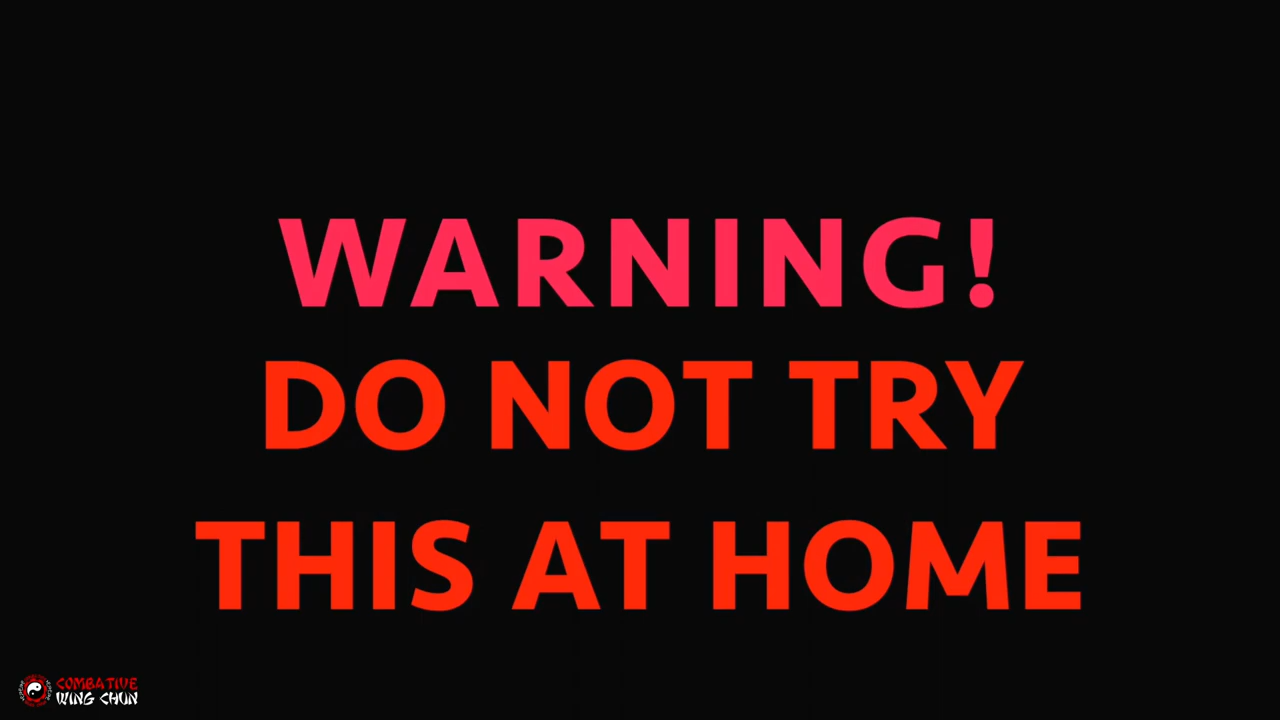 WARNING!
DO NOT TRY
THIS AT HOME
COMBATIVE
WING CHUN